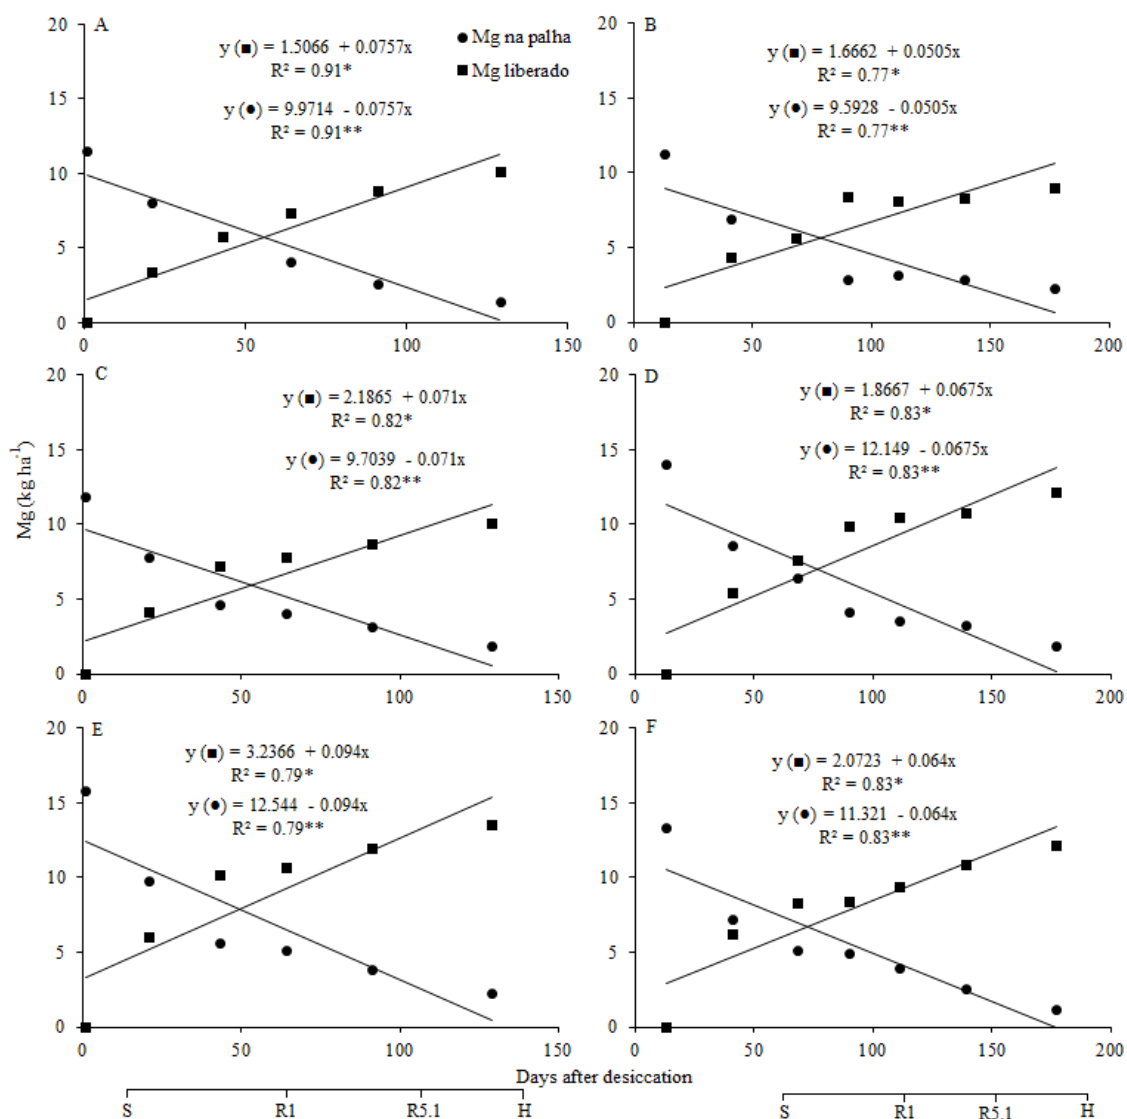 A
y (■) = 1.5066 + 0.0757x
R² = 0.91*
y (●) = 9.9714 - 0.0757x
R² = 0.91**
● Mg na palha
■ Mg liberado
20
15
10
5
0
0 50 100 150
B
y (■) = 1.6662 + 0.0505x
R² = 0.77*
y (●) = 9.5928 - 0.0505x
R² = 0.77**
20
15
10
5
0
0 50 100 150 200
Mg (kg ha⁻¹)
C
y (■) = 2.1865 + 0.071x
R² = 0.82*
y (●) = 9.7039 - 0.071x
R² = 0.82**
20
15
10
5
0
0 50 100 150
D
y (■) = 1.8667 + 0.0675x
R² = 0.83*
y (●) = 12.149 - 0.0675x
R² = 0.83**
20
15
10
5
0
0 50 100 150 200
E
y (■) = 3.2366 + 0.094x
R² = 0.79*
y (●) = 12.544 - 0.094x
R² = 0.79**
20
15
10
5
0
0 50 100 150
F
y (■) = 2.0723 + 0.064x
R² = 0.83*
y (●) = 11.321 - 0.064x
R² = 0.83**
20
15
10
5
0
0 50 100 150 200
Days after desiccation
S R1 R5.1 H
S R1 R5.1 H